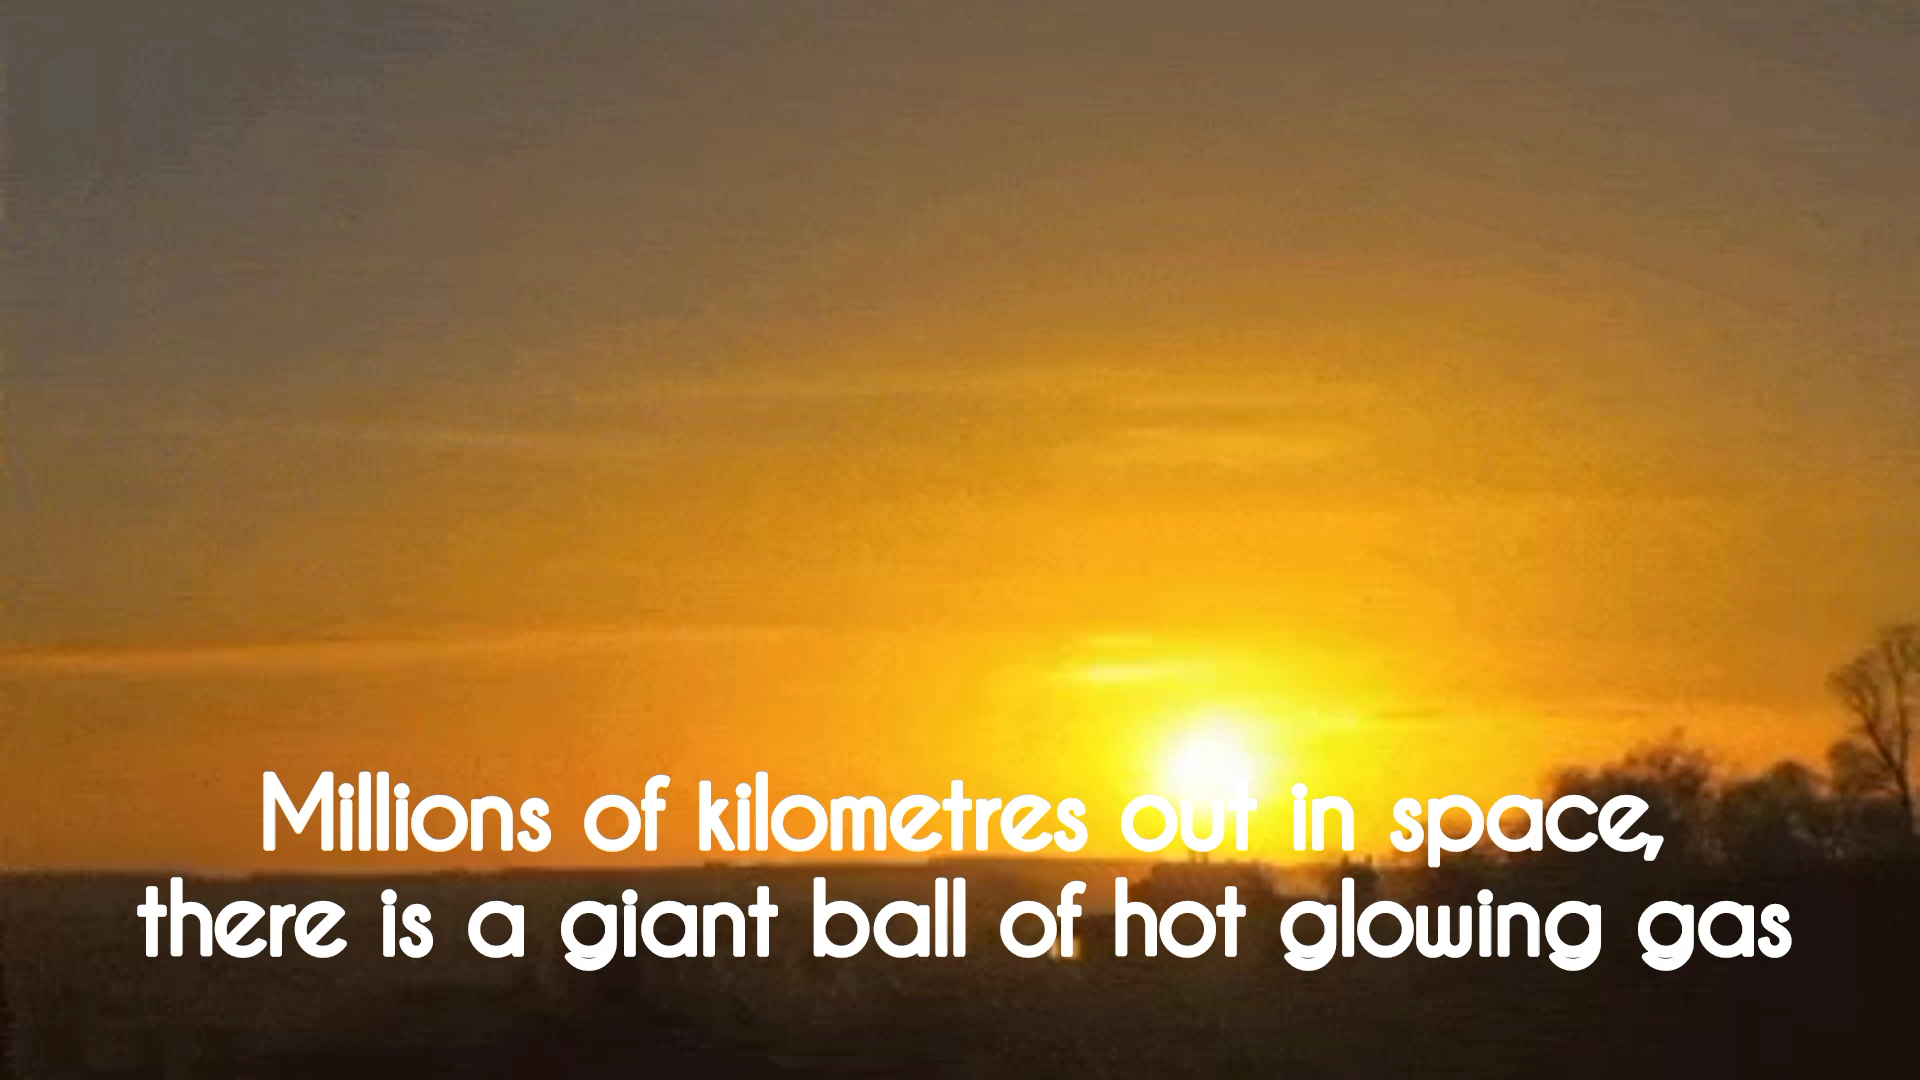 Millions of kilometres out in space,
there is a giant ball of hot glowing gas